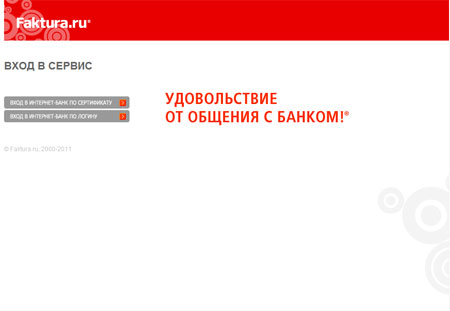 Faktura.ru®
ВХОД В СЕРВИС
ВХОД В ИНТЕРНЕТ-БАНК ПО СЕРТИФИКАТУ
ВХОД В ИНТЕРНЕТ-БАНК ПО ЛОГИНУ
УДОВОЛЬСТВИЕ
ОТ ОБЩЕНИЯ С БАНКОМ!®
© Faktura.ru, 2000-2011